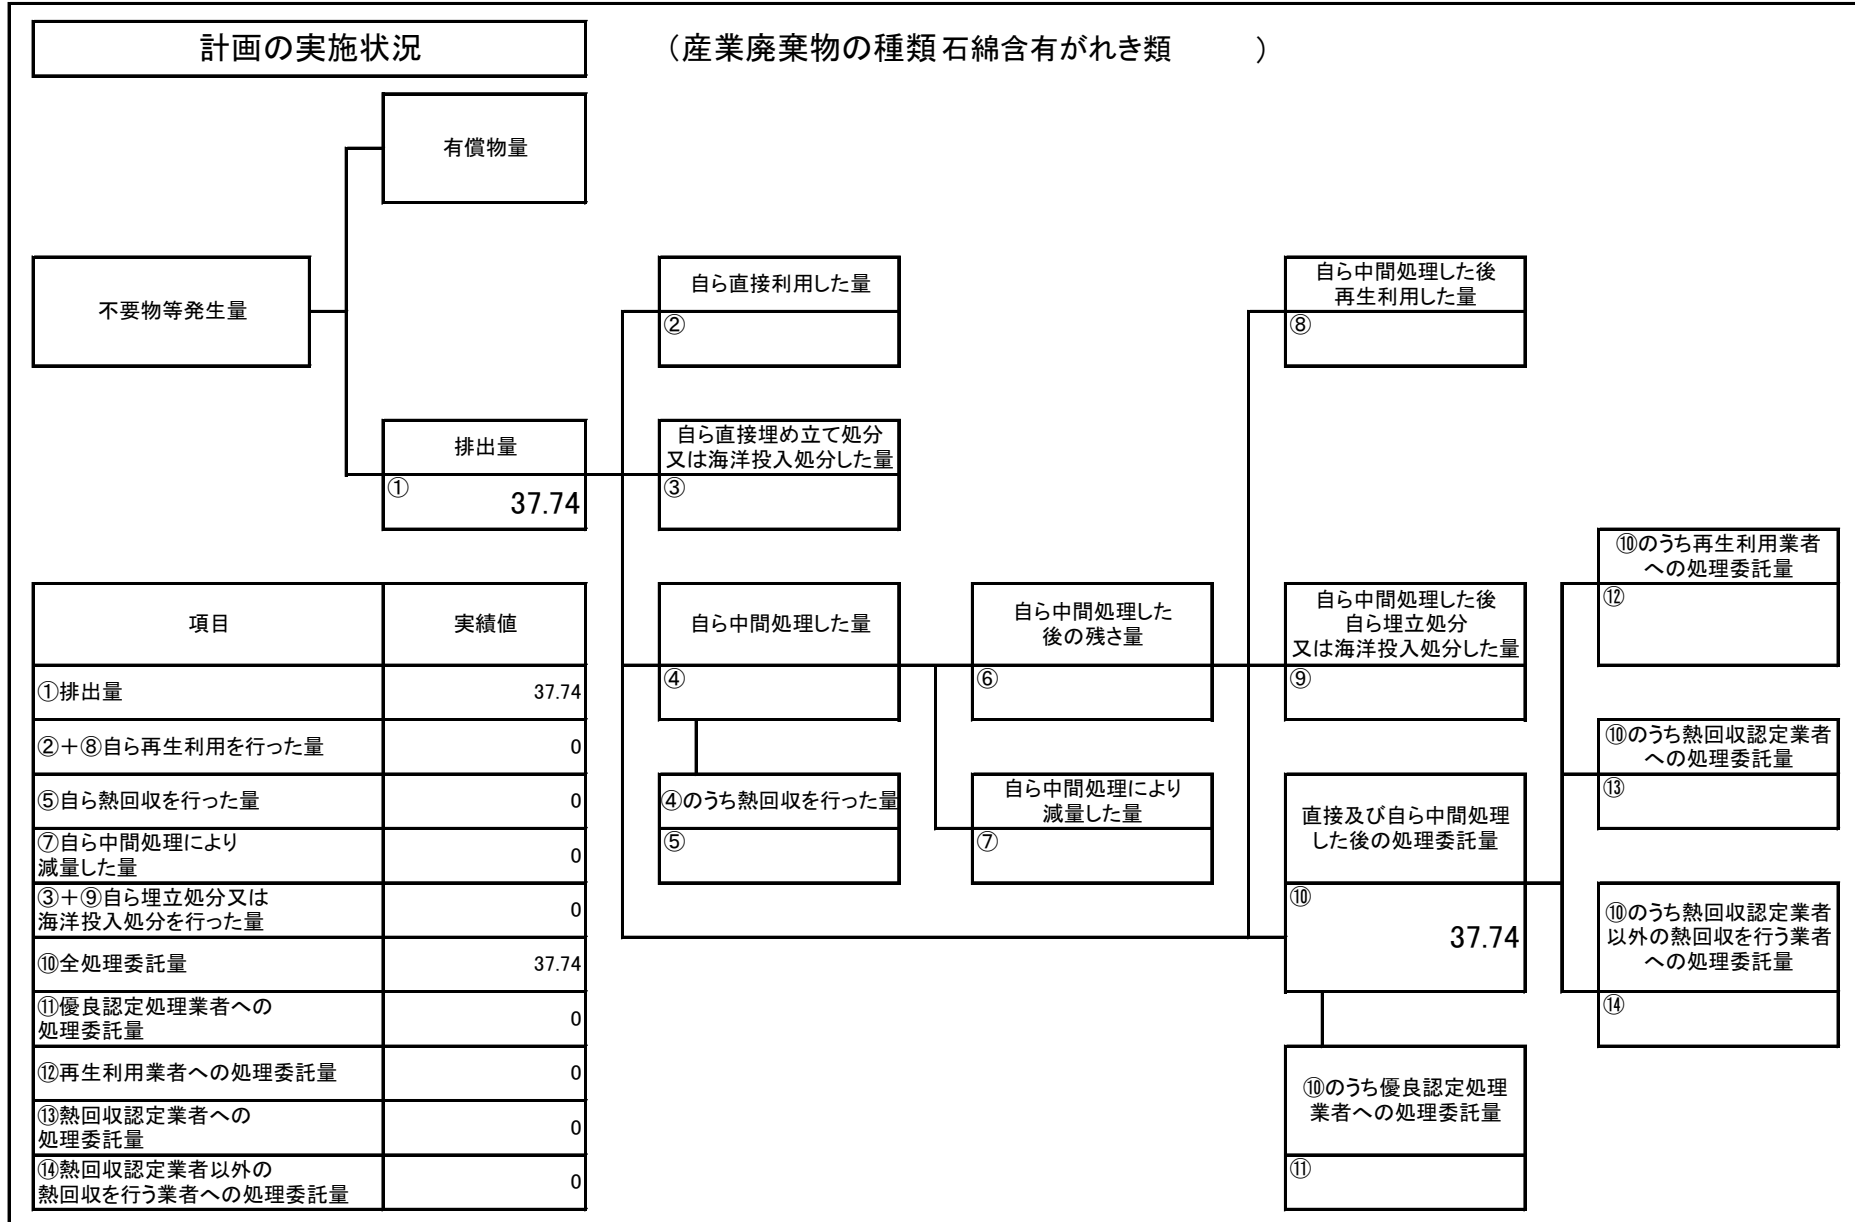 計画の実施状況
（産業廃棄物の種類 石綿含有がれき類　　　）
有償物量
不要物等発生量
自ら直接利用した量
②
自ら中間処理した後
再生利用した量
⑧
排出量
①
37.74
自ら直接埋め立て処分
又は海洋投入処分した量
③
⑩のうち再生利用業者
への処理委託量
⑫
自ら中間処理した量
④
自ら中間処理した
後の残さ量
⑥
自ら中間処理した後
自ら埋立処分
又は海洋投入処分した量
⑨
⑩のうち熱回収認定業者
への処理委託量
⑬
④のうち熱回収を行った量
⑤
自ら中間処理により
減量した量
⑦
直接及び自ら中間処理
した後の処理委託量
⑩
37.74
⑩のうち熱回収認定業者
以外の熱回収を行う業者
への処理委託量
⑭
⑩のうち優良認定処理
業者への処理委託量
⑪
項目 実績値
①排出量 37.74
②＋⑧自ら再生利用を行った量 0
⑤自ら熱回収を行った量 0
⑦自ら中間処理により
減量した量 0
③＋⑨自ら埋立処分又は
海洋投入処分を行った量 0
⑩全処理委託量 37.74
⑪優良認定処理業者への
処理委託量 0
⑫再生利用業者への処理委託量 0
⑬熱回収認定業者への
処理委託量 0
⑭熱回収認定業者以外の
熱回収を行う業者への処理委託量 0